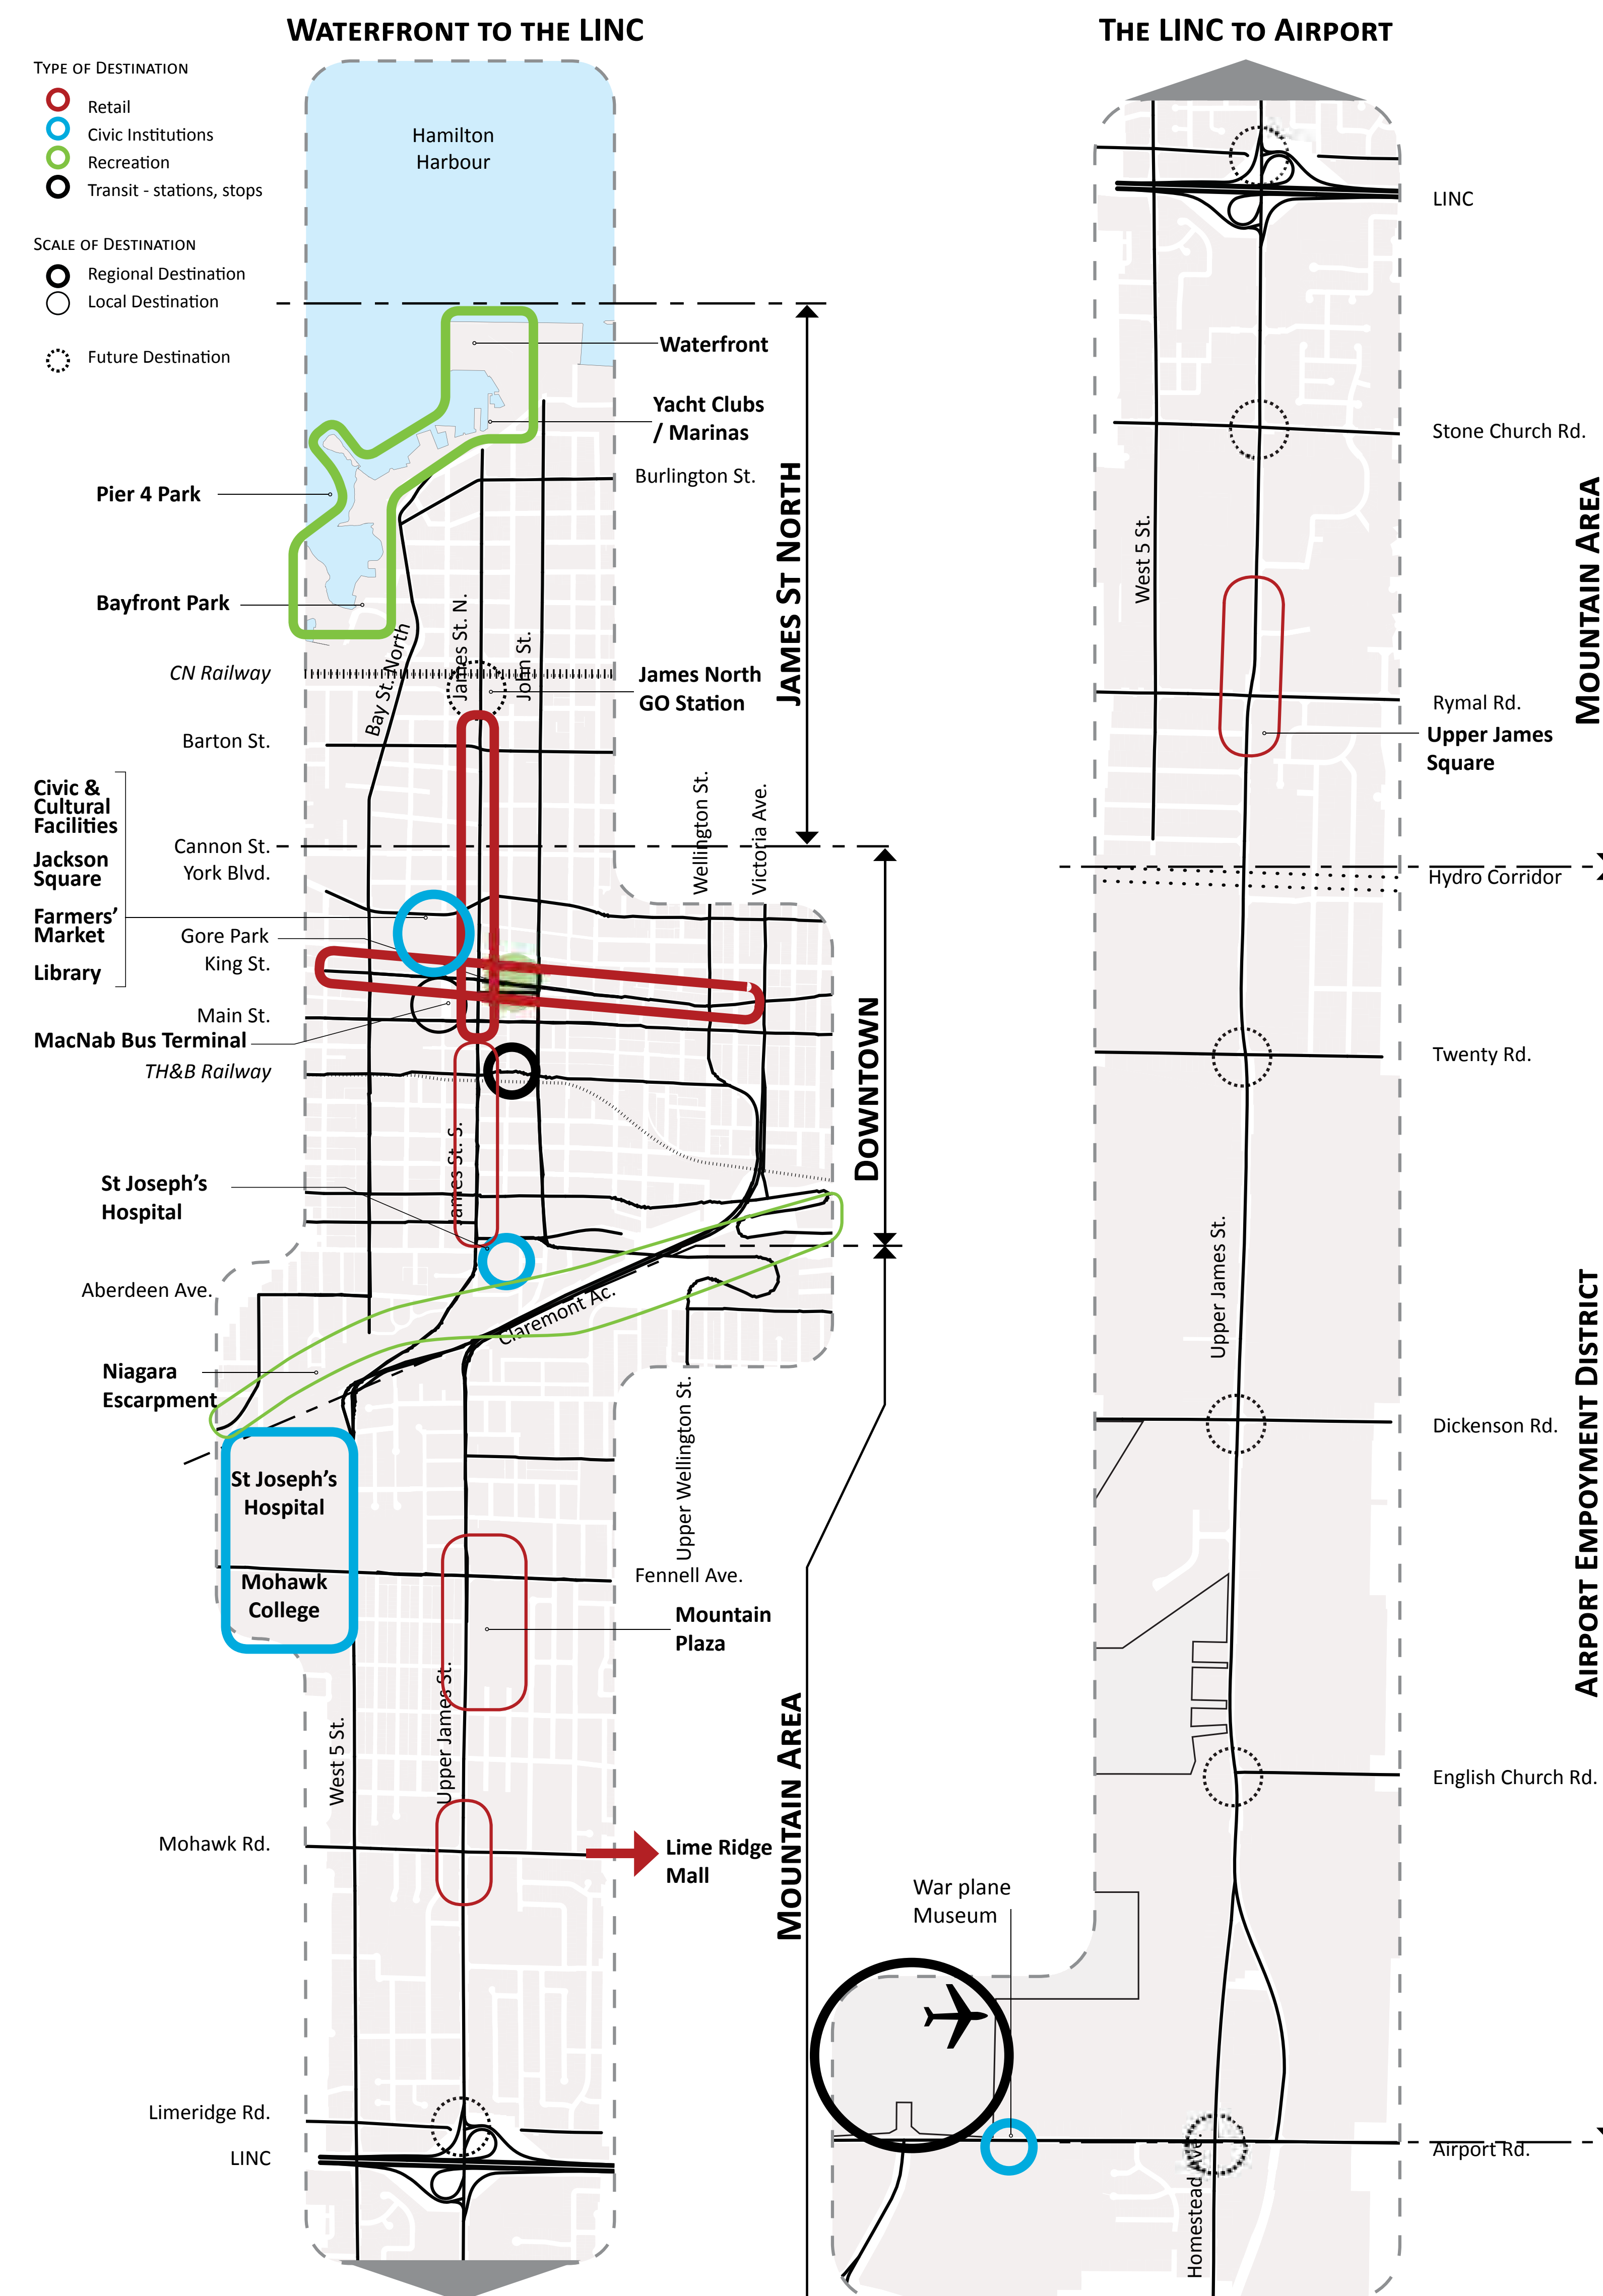 WATERFRONT TO THE LINC
THE LINC TO AIRPORT
TYPE OF DESTINATION
Retail
Civic Institutions
Recreation
Transit - stations, stops
SCALE OF DESTINATION
Regional Destination
Local Destination
Future Destination
Hamilton
Harbour
Waterfront
Yacht Clubs
/ Marinas
Burlington St.
Pier 4 Park
Bayfront Park
CN Railway
Bay St. North
James St. N.
John St.
James North
GO Station
JAMES ST NORTH
Barton St.
Civic &
Cultural
Facilities
Jackson
Square
Farmers'
Market
Library
Cannon St.
York Blvd.
Wellington St.
Victoria Ave.
Gore Park
King St.
Main St.
MacNab Bus Terminal
TH&B Railway
DOWNTOWN
James St. S.
St Joseph's
Hospital
Aberdeen Ave.
Claremont Ac.
Niagara
Escarpment
Upper Wellington St.
St Joseph's
Hospital
Mohawk
College
Fennell Ave.
Mountain
Plaza
West 5 St.
Upper James St.
MOUNTAIN AREA
Mohawk Rd.
Lime Ridge
Mall
Limeridge Rd.
LINC
LINC
Stone Church Rd.
West 5 St.
MOUNTAIN AREA
Rymal Rd.
Upper James
Square
Hydro Corridor
Twenty Rd.
Upper James St.
Dickenson Rd.
AIRPORT EMPOYMENT DISTRICT
English Church Rd.
War plane
Museum
Airport Rd.
Homestead Ave.